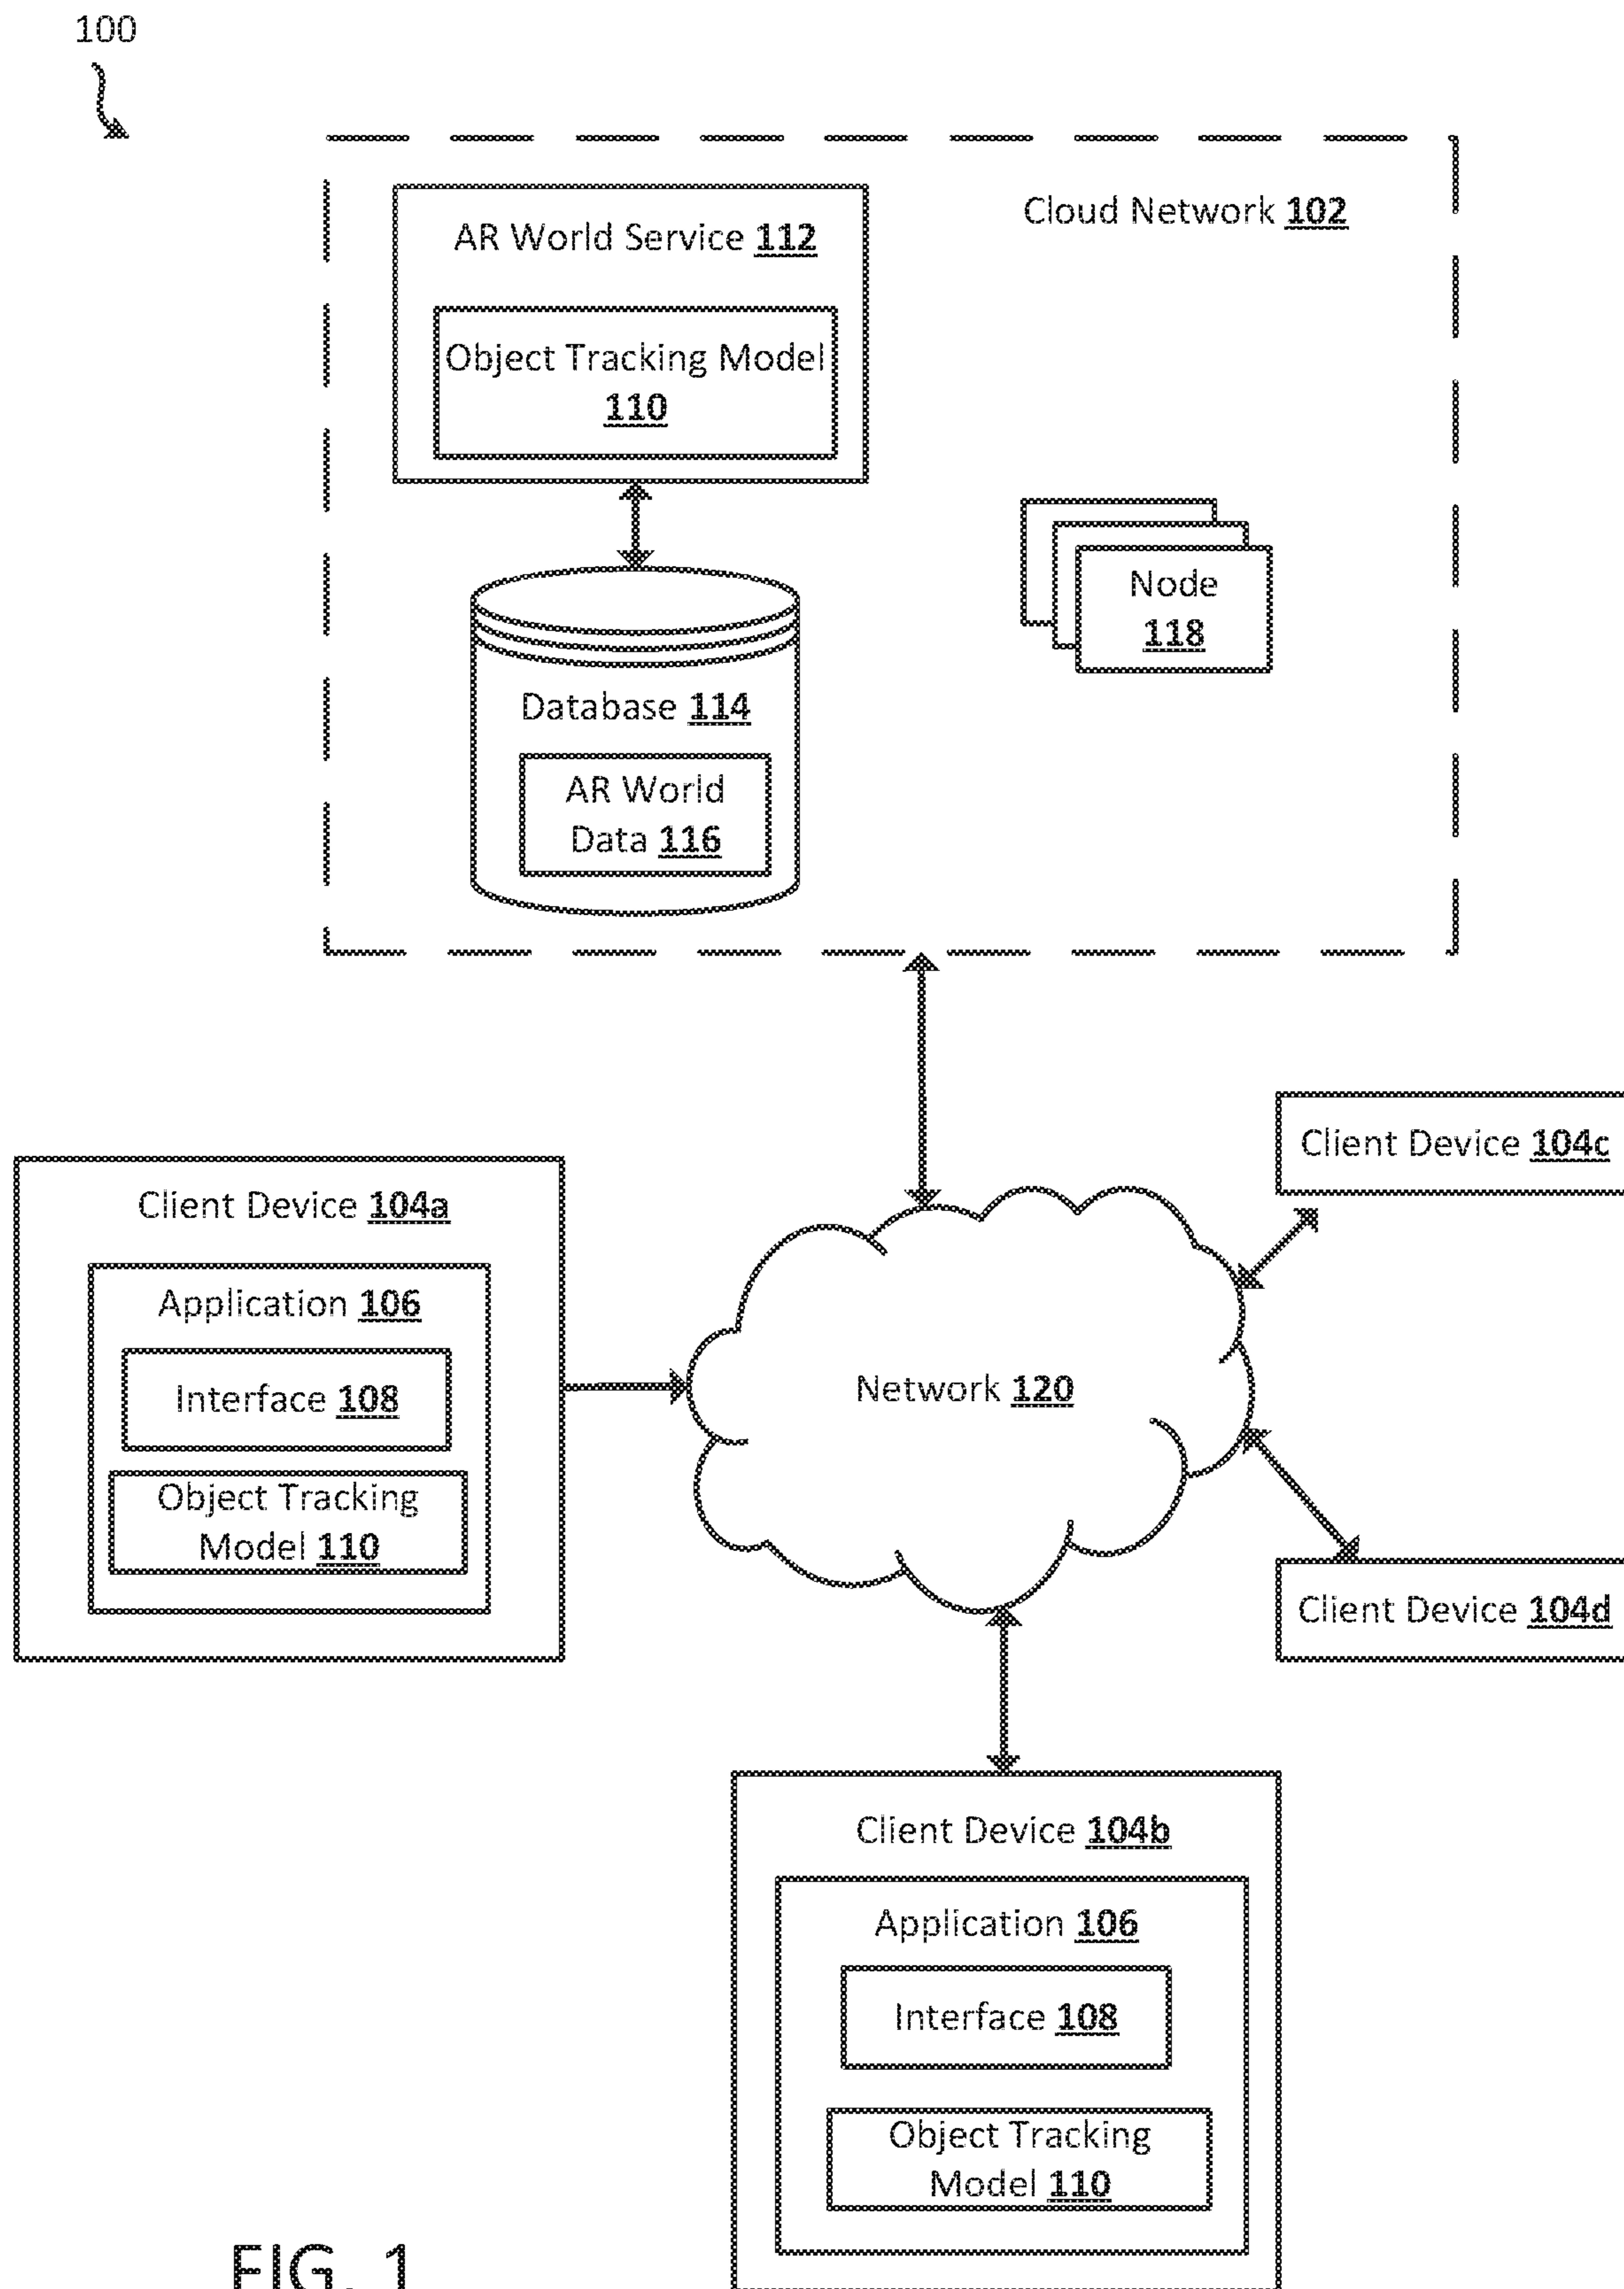 100
Cloud Network 102
AR World Service 112
Object Tracking Model
110
Node
118
Database 114
AR World
Data 116
Client Device 104c
Client Device 104a
Application 106
Interface 108
Object Tracking
Model 110
Network 120
Client Device 104d
Client Device 104b
Application 106
Interface 108
Object Tracking
Model 110
FIG. 1